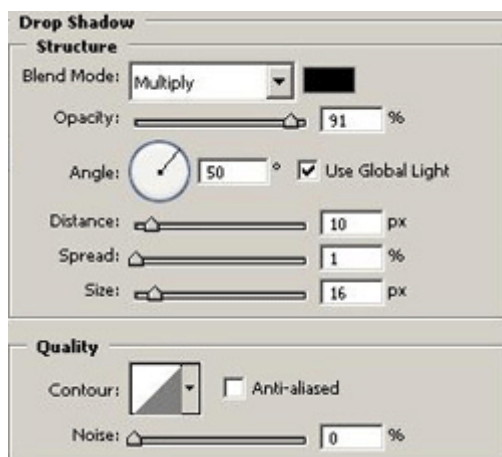 Drop Shadow
Structure
Blend Mode: Multiply
Opacity: 91 %
Angle: 50 ° Use Global Light
Distance: 10 px
Spread: 1 %
Size: 16 px
Quality
Contour: Anti-aliased
Noise: 0 %